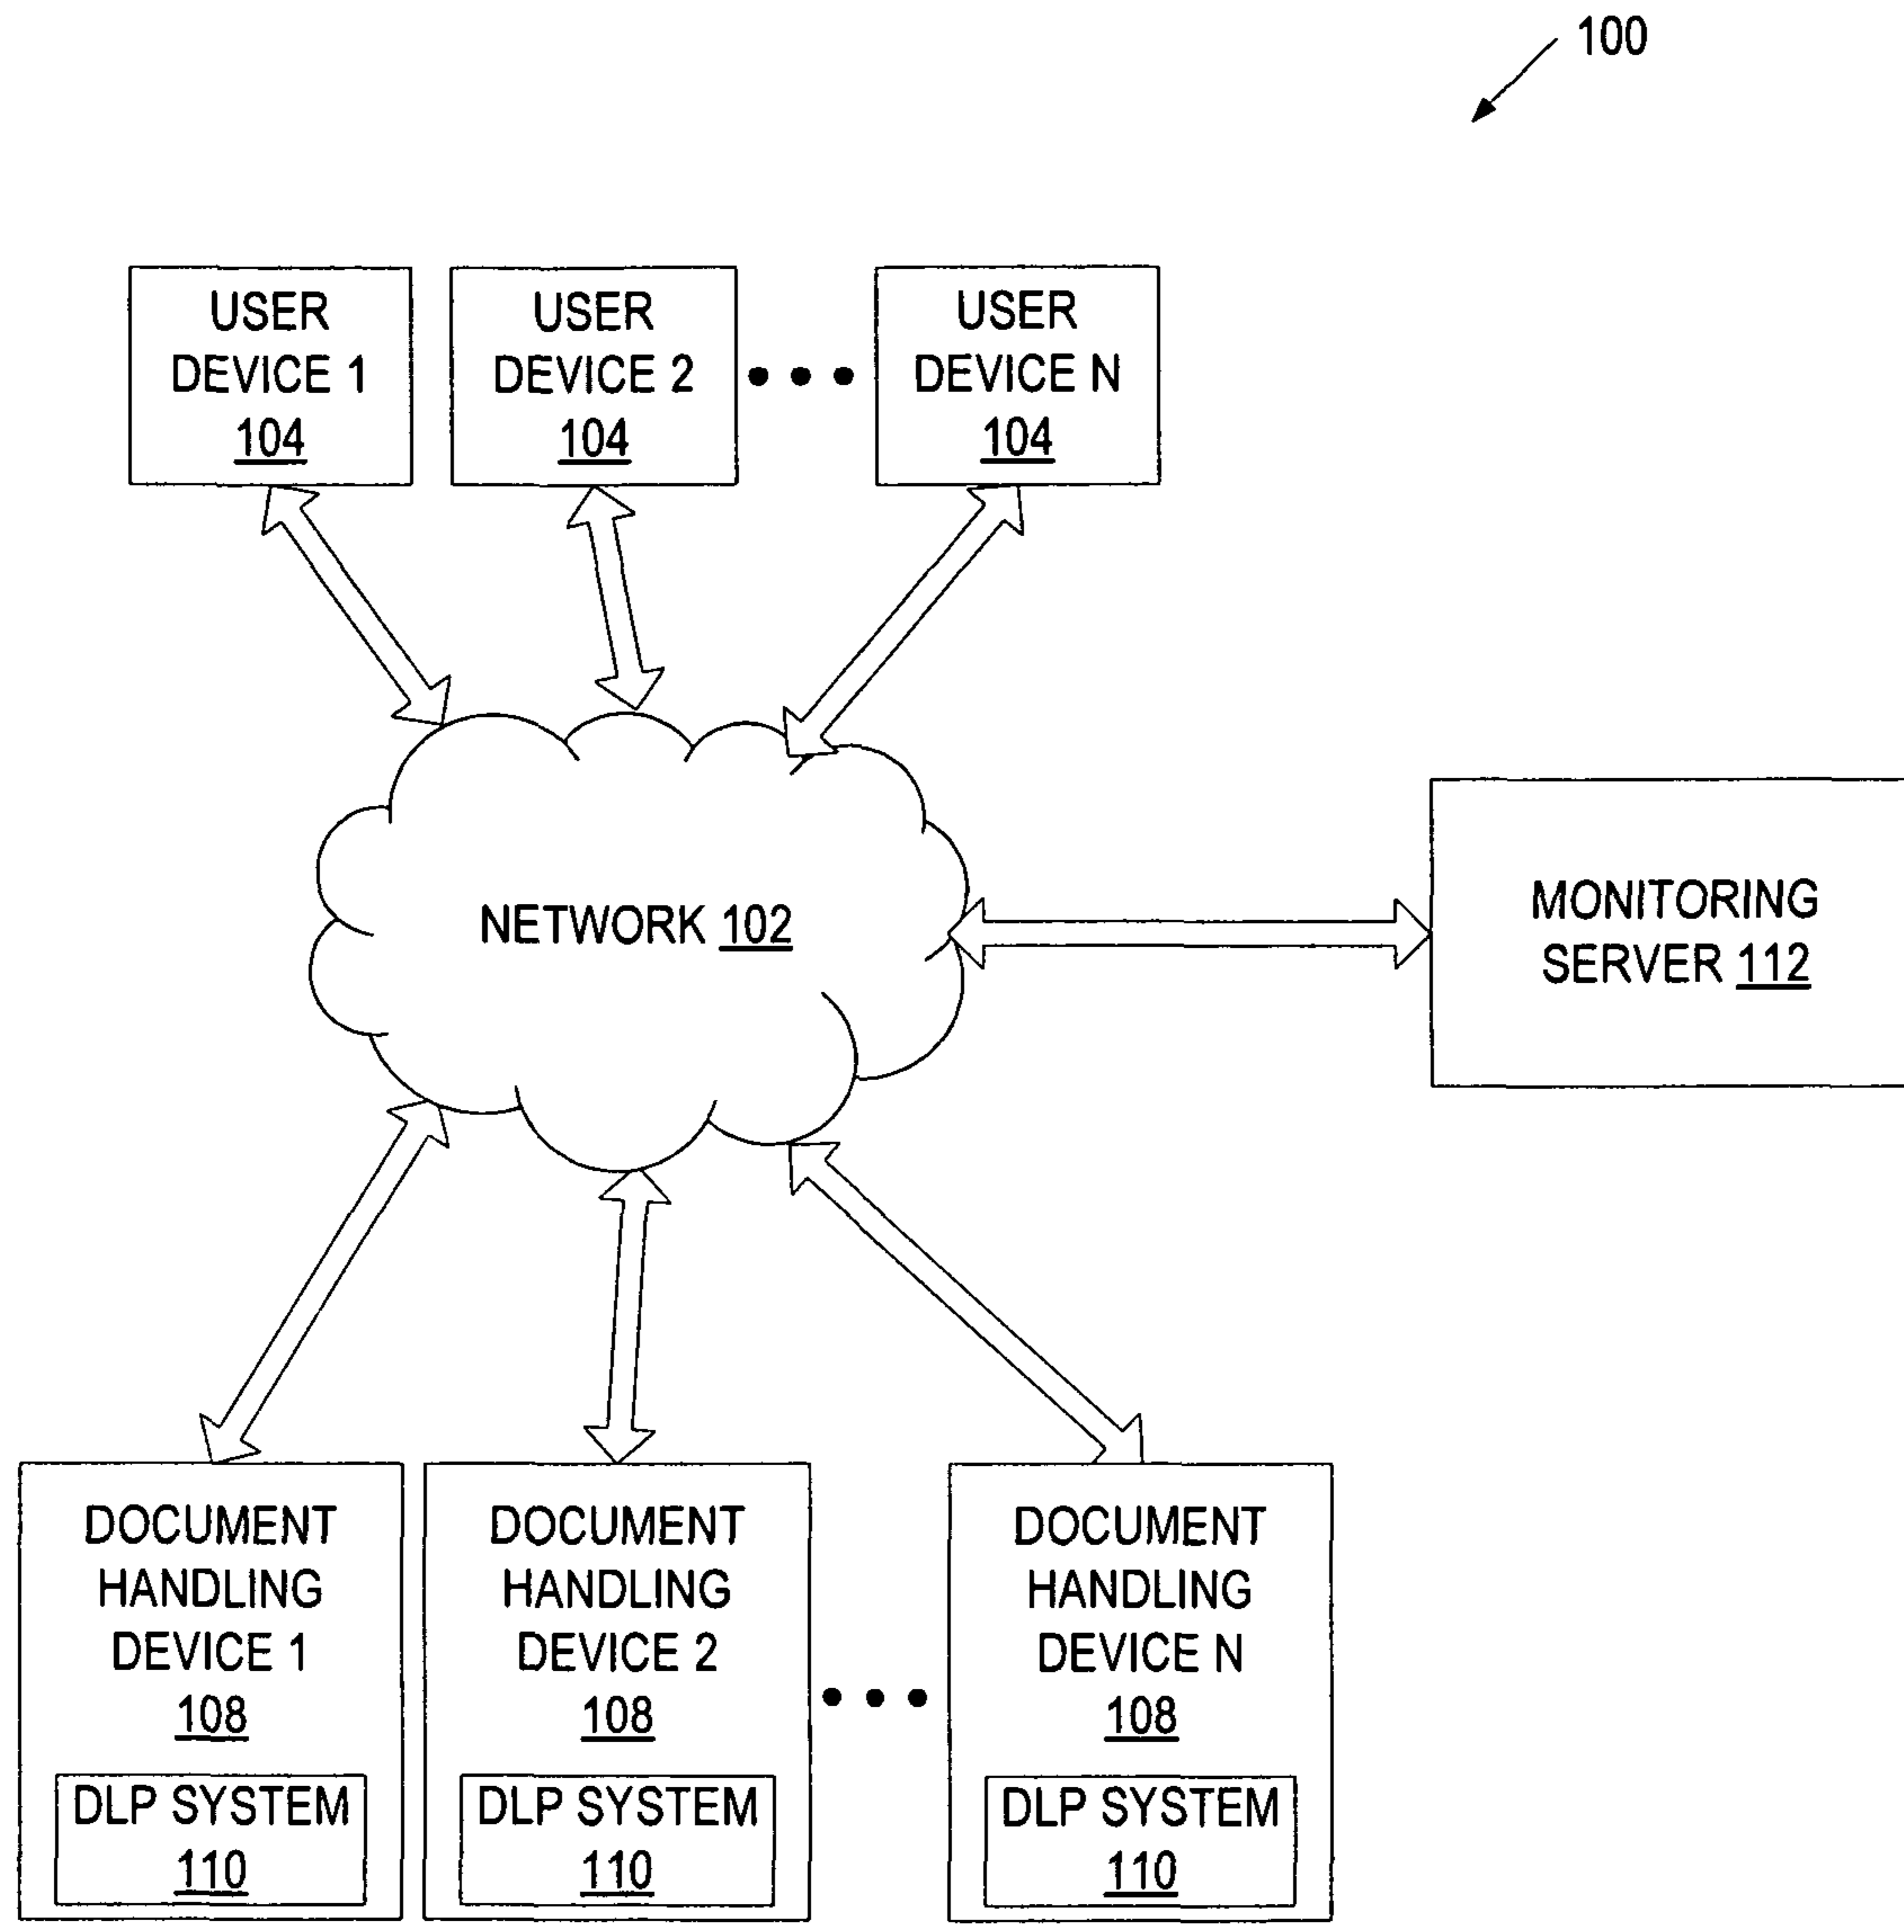 100
USER
DEVICE 1
104
USER
DEVICE 2
104
USER
DEVICE N
104
NETWORK 102
MONITORING
SERVER 112
DOCUMENT
HANDLING
DEVICE 1
108
DLP SYSTEM
110
DOCUMENT
HANDLING
DEVICE 2
108
DLP SYSTEM
110
DOCUMENT
HANDLING
DEVICE N
108
DLP SYSTEM
110